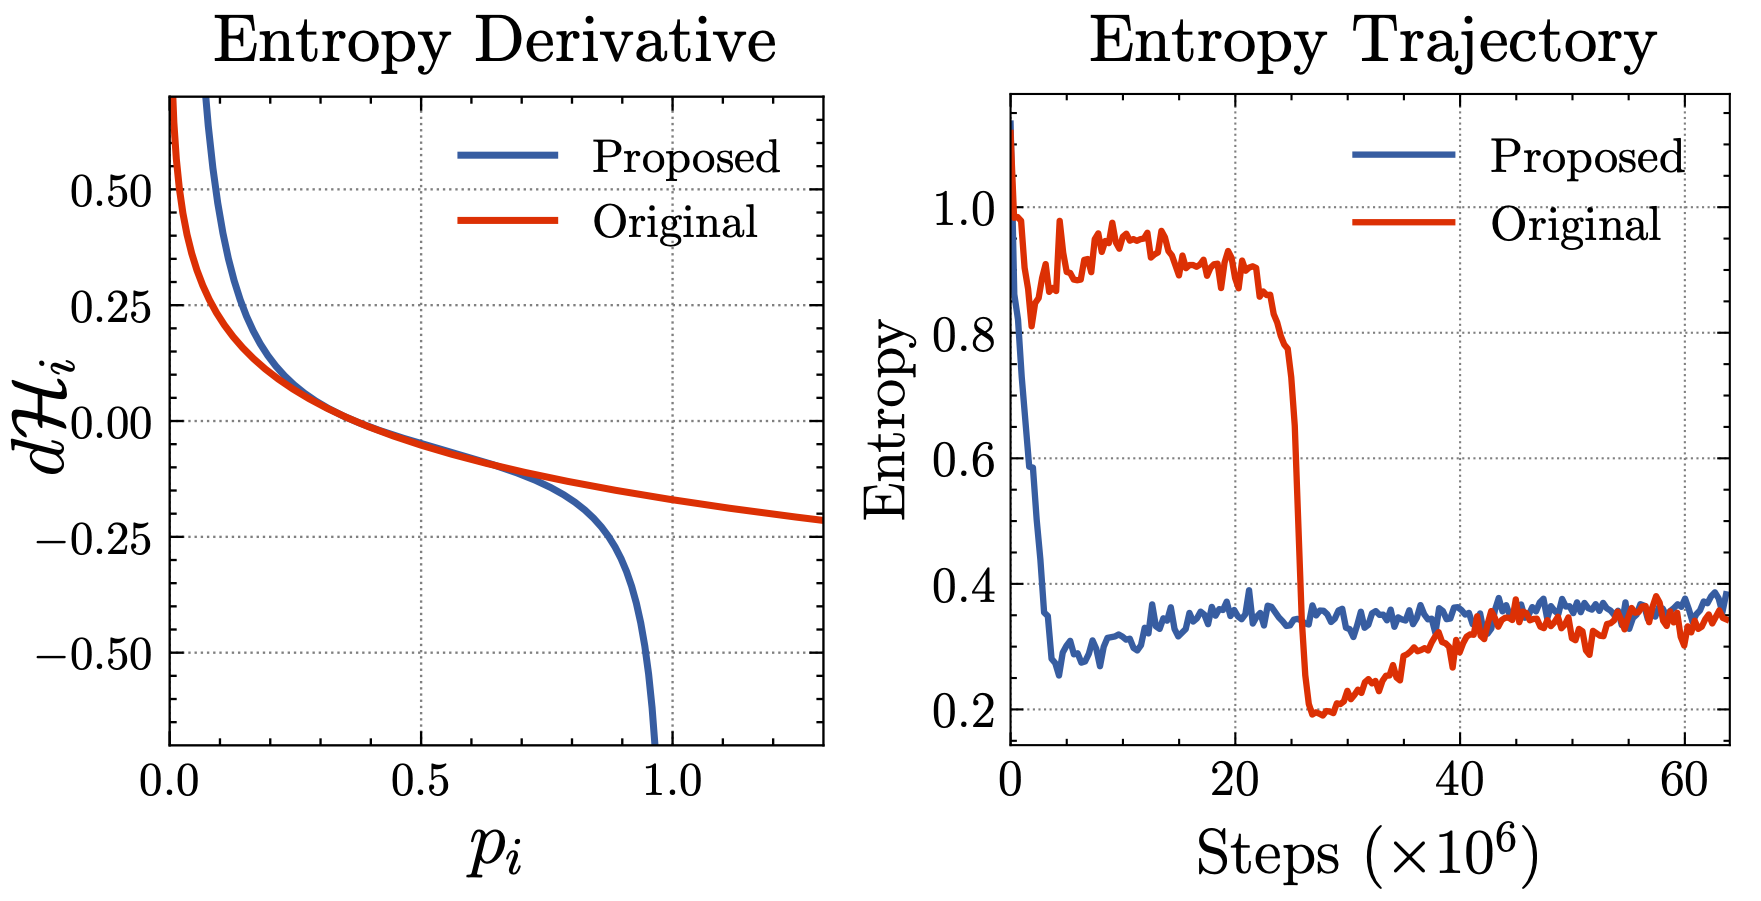 Entropy Derivative
Proposed
Original
0.50
0.25
0.00
−0.25
−0.50
dℋᵢ
0.0 0.5 1.0
pᵢ
Entropy Trajectory
Proposed
Original
1.0
0.8
0.6
0.4
0.2
Entropy
0 20 40 60
Steps (×10⁶)